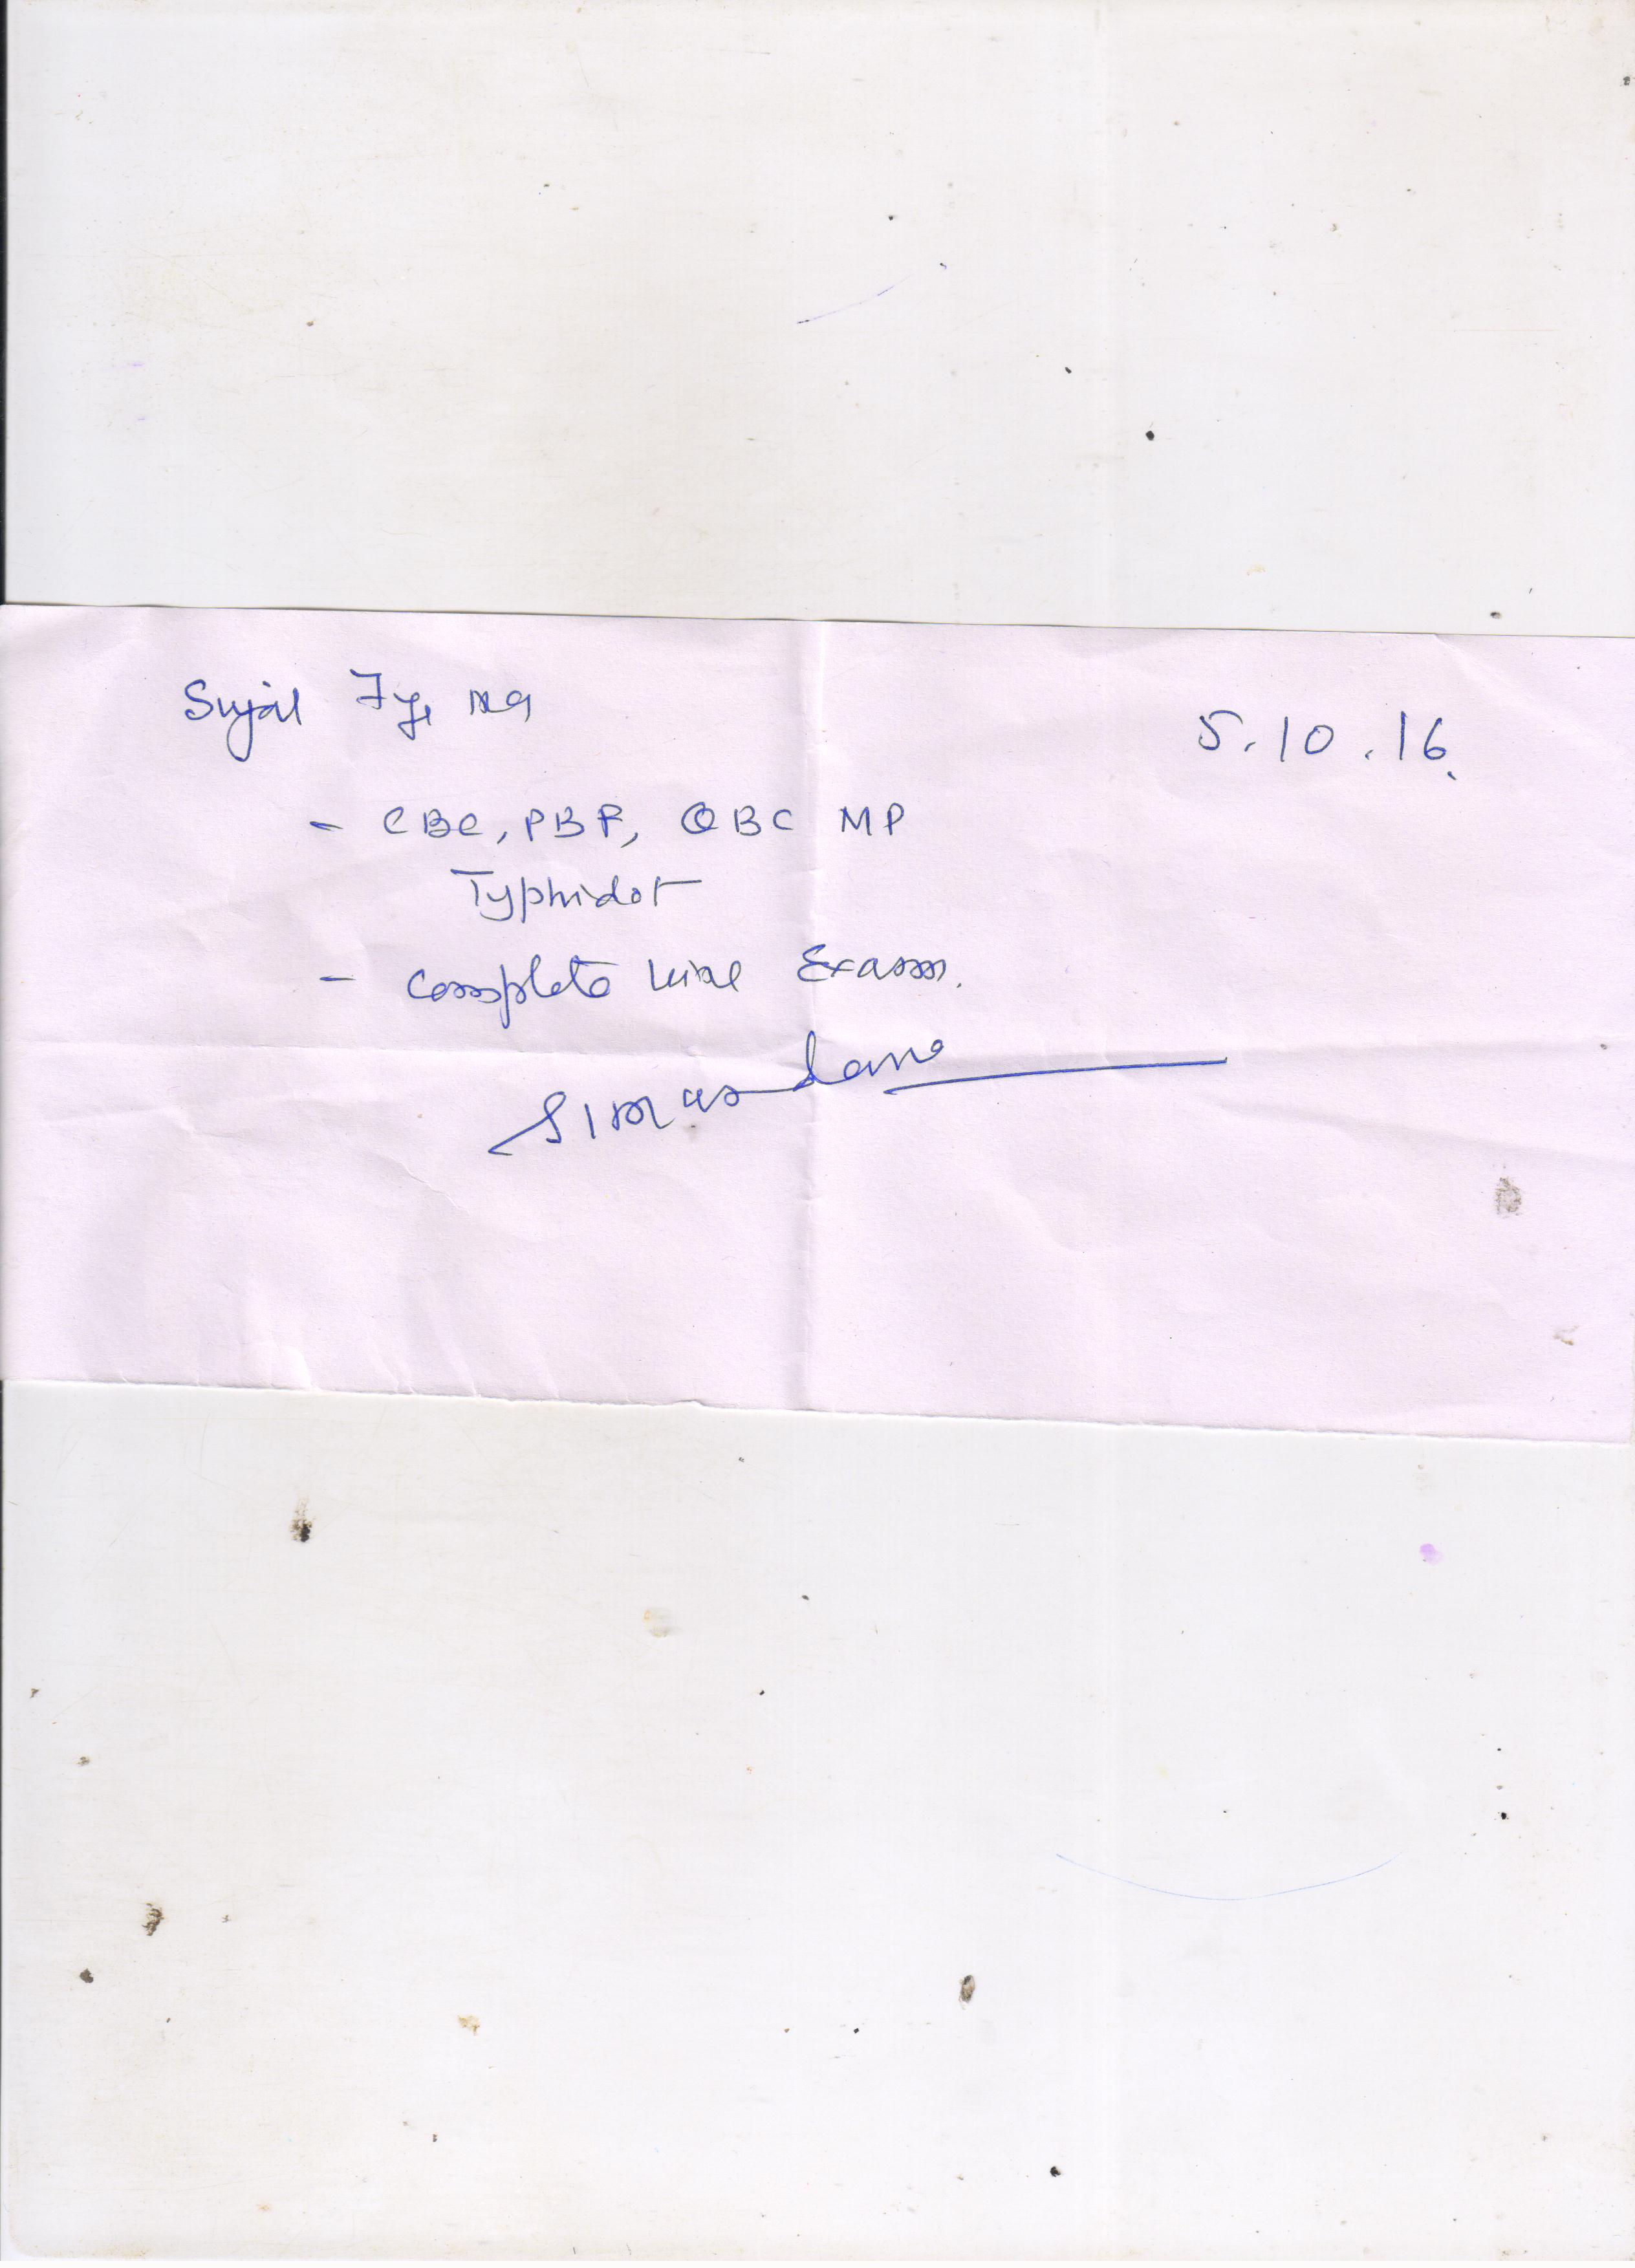 Sujal 7y, M
5.10.16.
- CBC, PBF, QBC MP
Typhidot
- Complete Urine Exam.